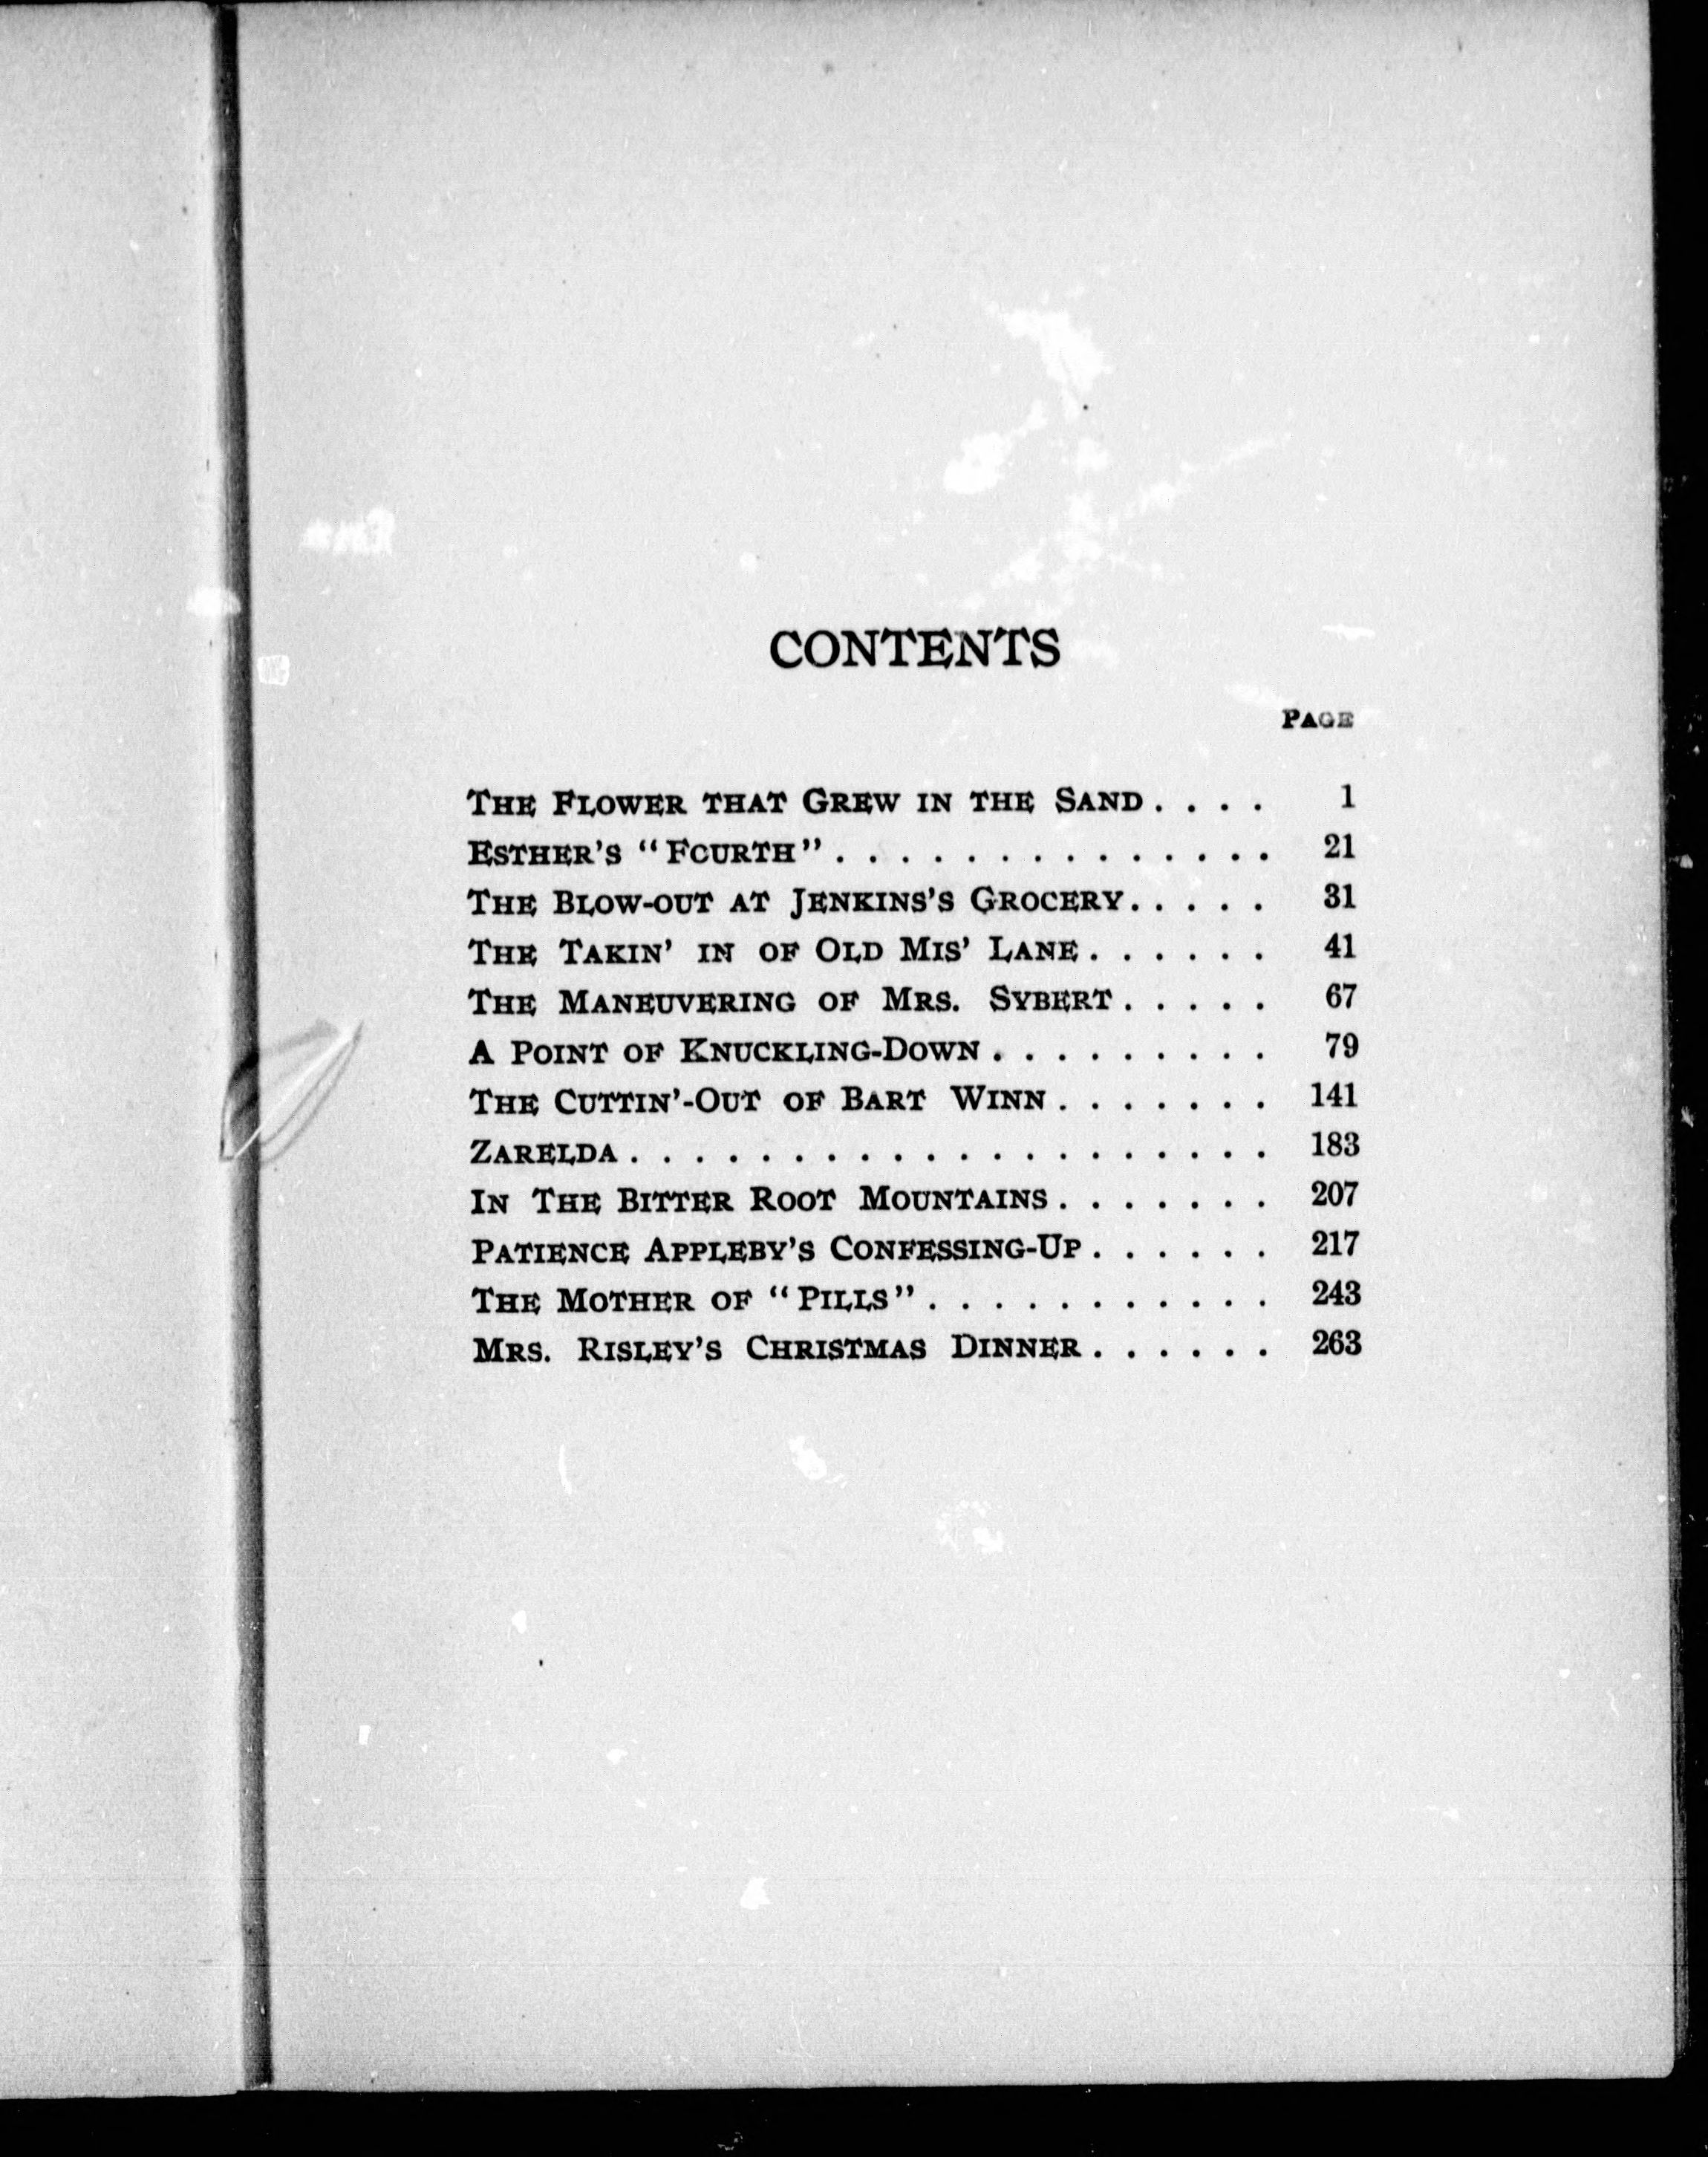 CONTENTS
PAGE
THE FLOWER THAT GREW IN THE SAND.... 1
ESTHER'S "FOURTH".............. 21
THE BLOW-OUT AT JENKINS'S GROCERY..... 31
THE TAKIN' IN OF OLD MIS' LANE...... 41
THE MANEUVERING OF MRS. SYBERT..... 67
A POINT OF KNUCKLING-DOWN......... 79
THE CUTTIN'-OUT OF BART WINN....... 141
ZARELDA.................... 183
IN THE BITTER ROOT MOUNTAINS....... 207
PATIENCE APPLEBY'S CONFESSING-UP...... 217
THE MOTHER OF "PILLS"........... 243
MRS. RISLEY'S CHRISTMAS DINNER...... 263